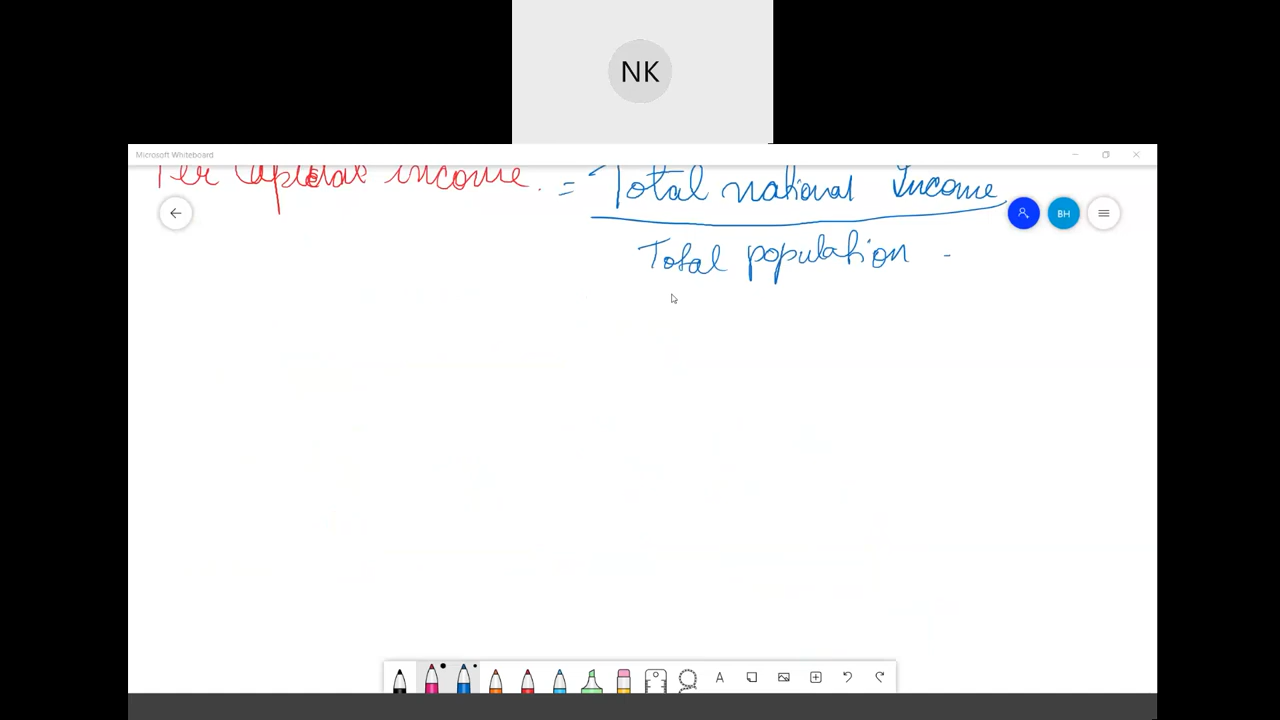 NK
Microsoft Whiteboard
Per Capital income. = Total national Income
Total population -
BH
A